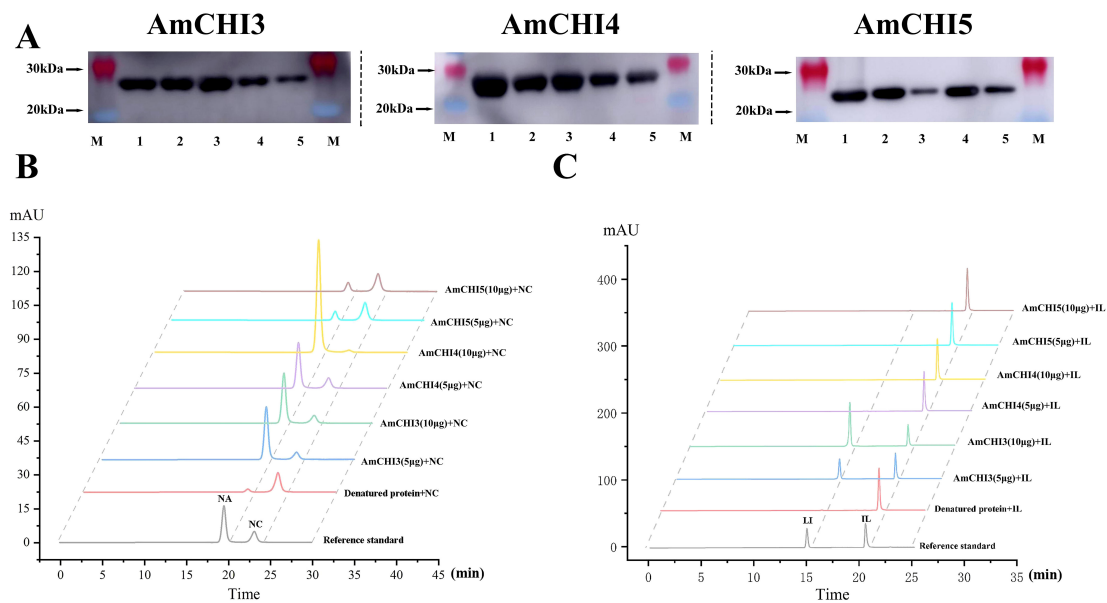 AmCHI3 AmCHI4 AmCHI5
A
30kDa 20kDa
M 1 2 3 4 5 M
30kDa 20kDa
M 1 2 3 4 5 M
30kDa 20kDa
M 1 2 3 4 5 M
B
mAU
135
120
105
90
75
60
45
30
15
0
AmCHI5(10μg)+NC
AmCHI5(5μg)+NC
AmCHI4(10μg)+NC
AmCHI4(5μg)+NC
AmCHI3(10μg)+NC
AmCHI3(5μg)+NC
Denatured protein+NC
NA NC
Reference standard
0 5 10 15 20 25 30 35 40 45 (min)
Time
C
mAU
400
300
200
100
0
AmCHI5(10μg)+IL
AmCHI5(5μg)+IL
AmCHI4(10μg)+IL
AmCHI4(5μg)+IL
AmCHI3(10μg)+IL
AmCHI3(5μg)+IL
Denatured protein+IL
LI IL
Reference standard
0 5 10 15 20 25 30 35 (min)
Time